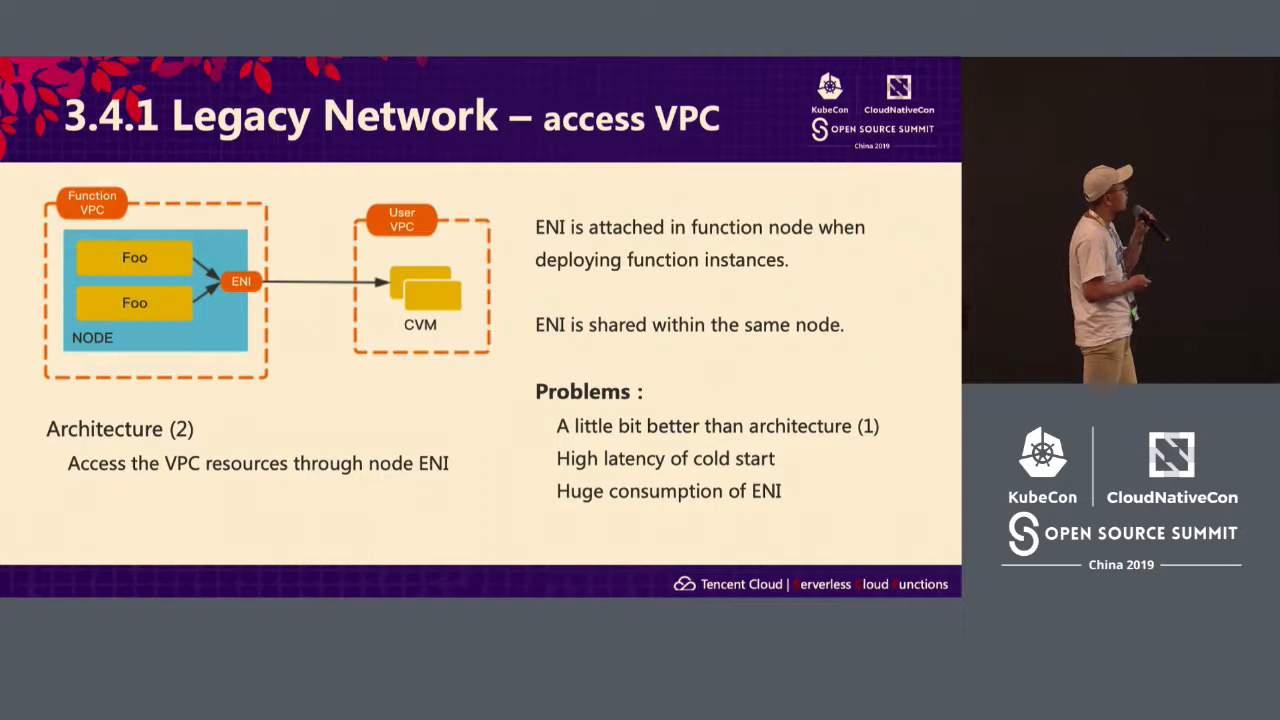 3.4.1 Legacy Network – access VPC
KubeCon
CloudNativeCon
OPEN SOURCE SUMMIT
China 2019
Function
VPC
Foo
Foo
ENI
NODE
User
VPC
CVM
Architecture (2)
Access the VPC resources through node ENI
ENI is attached in function node when
deploying function instances.
ENI is shared within the same node.
Problems :
A little bit better than architecture (1)
High latency of cold start
Huge consumption of ENI
Tencent Cloud | Serverless Cloud Functions
KubeCon
CloudNativeCon
OPEN SOURCE SUMMIT
China 2019